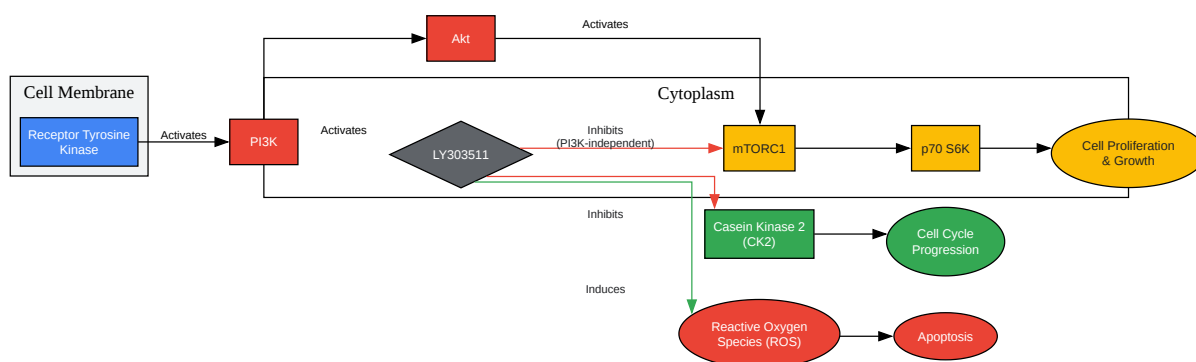 Activates
Akt
Cell Membrane
Cytoplasm
Receptor Tyrosine
Kinase
Activates
PI3K
Activates
LY303511
Inhibits
(PI3K-independent)
mTORC1
p70 S6K
Cell Proliferation
& Growth
Inhibits
Casein Kinase 2
(CK2)
Cell Cycle
Progression
Induces
Reactive Oxygen
Species (ROS)
Apoptosis